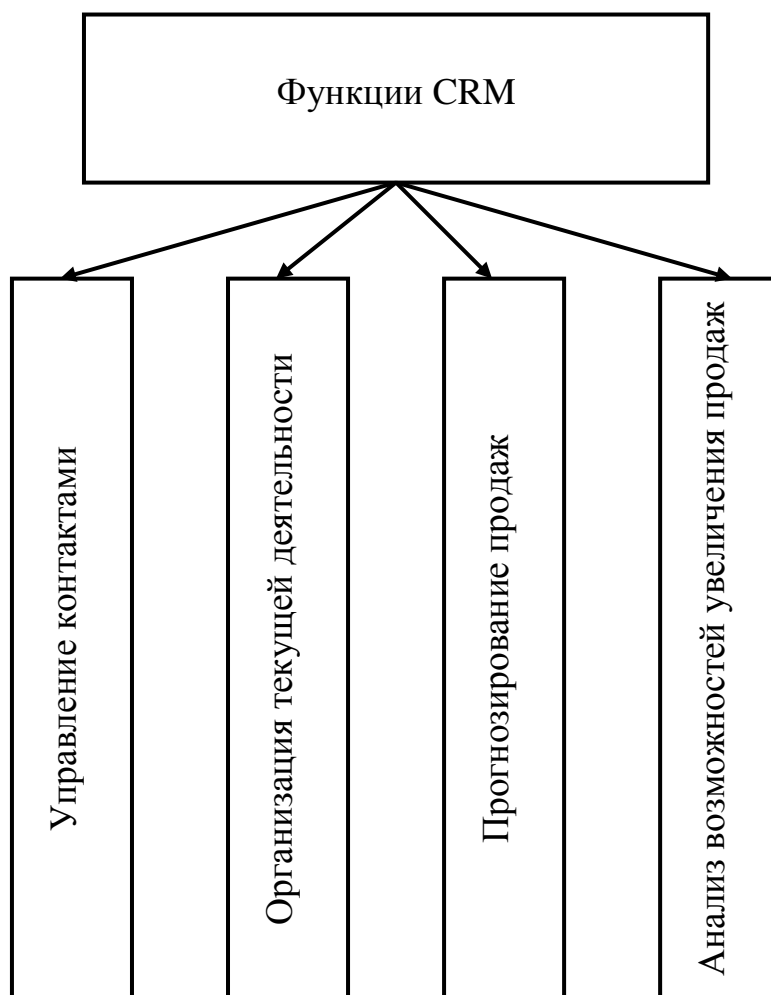 Функции CRM
Управление контактами
Организация текущей деятельности
Прогнозирование продаж
Анализ возможностей увеличения продаж